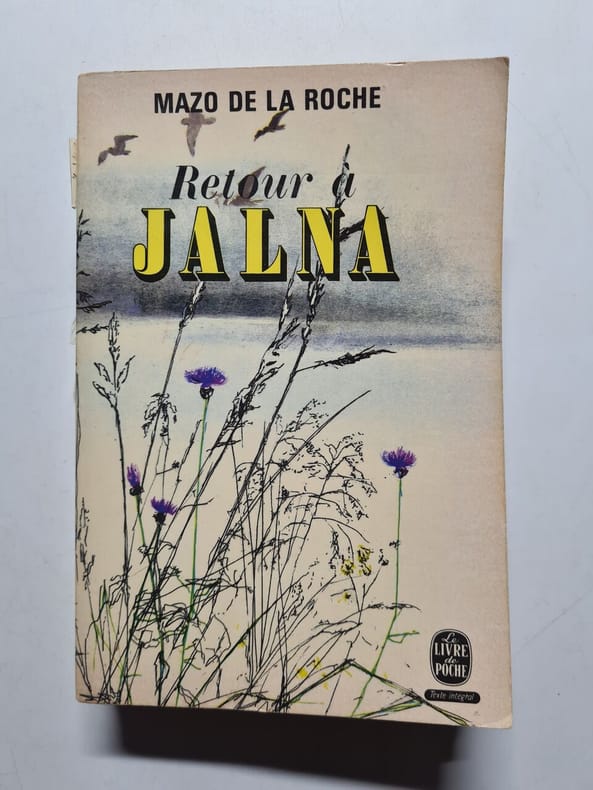 MAZO DE LA ROCHE
Retour à
JALNA
Le
LIVRE
de
POCHE
Texte intégral